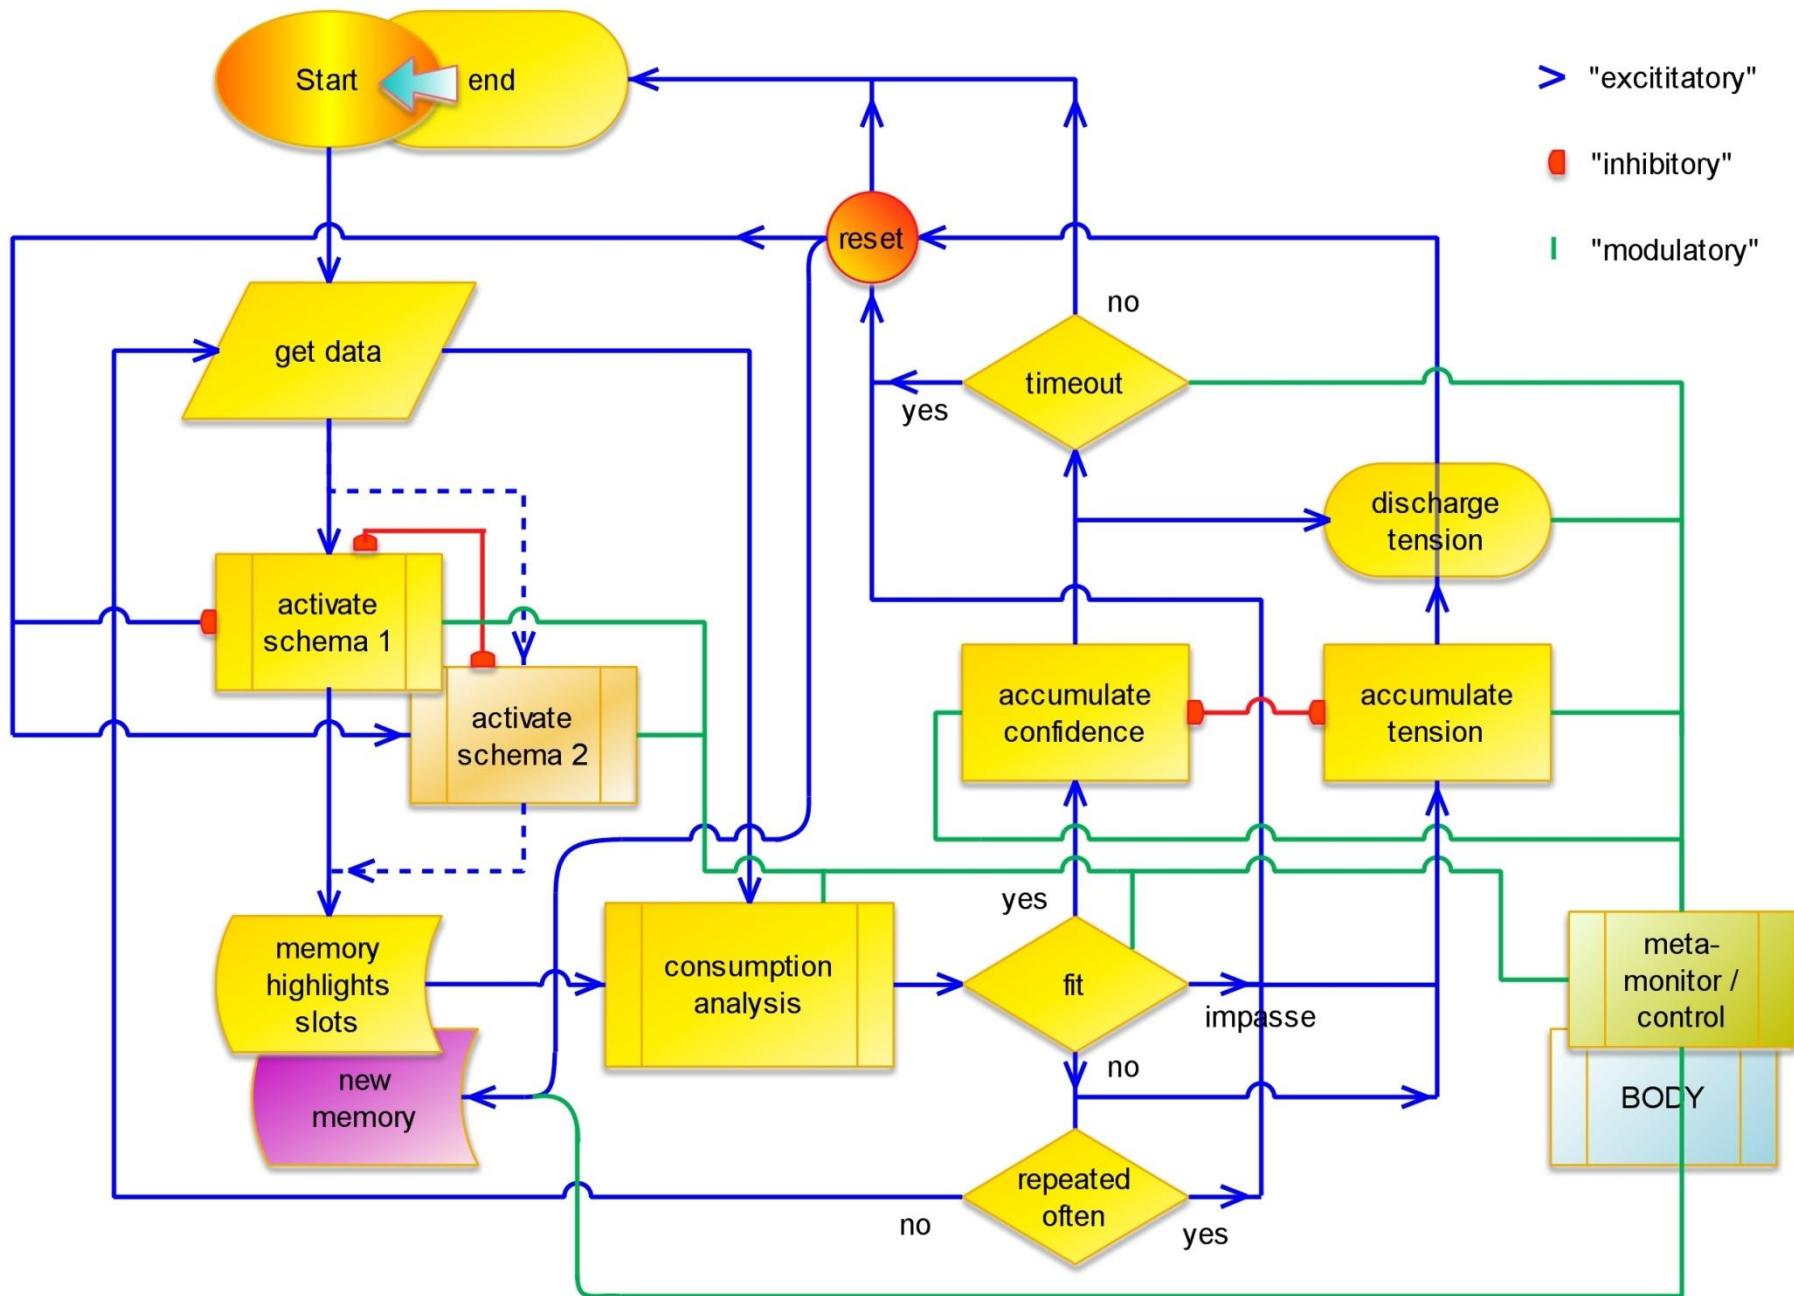 Start
end
"excititatory"
"inhibitory"
"modulatory"
reset
no
get data
timeout
yes
discharge
tension
activate
schema 1
activate
schema 2
accumulate
confidence
accumulate
tension
yes
memory
highlights
slots
consumption
analysis
fit
impasse
meta-
monitor /
control
no
new
memory
BODY
repeated
often
no
yes